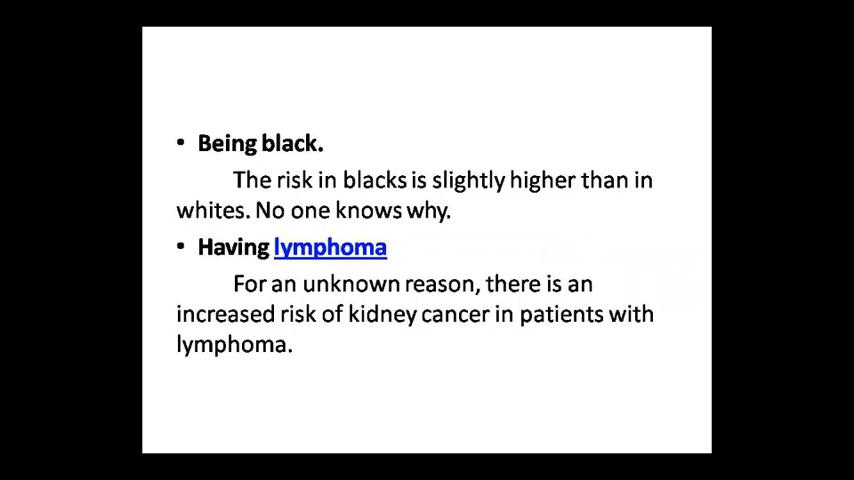 • Being black.
The risk in blacks is slightly higher than in
whites. No one knows why.
• Having lymphoma
For an unknown reason, there is an
increased risk of kidney cancer in patients with
lymphoma.